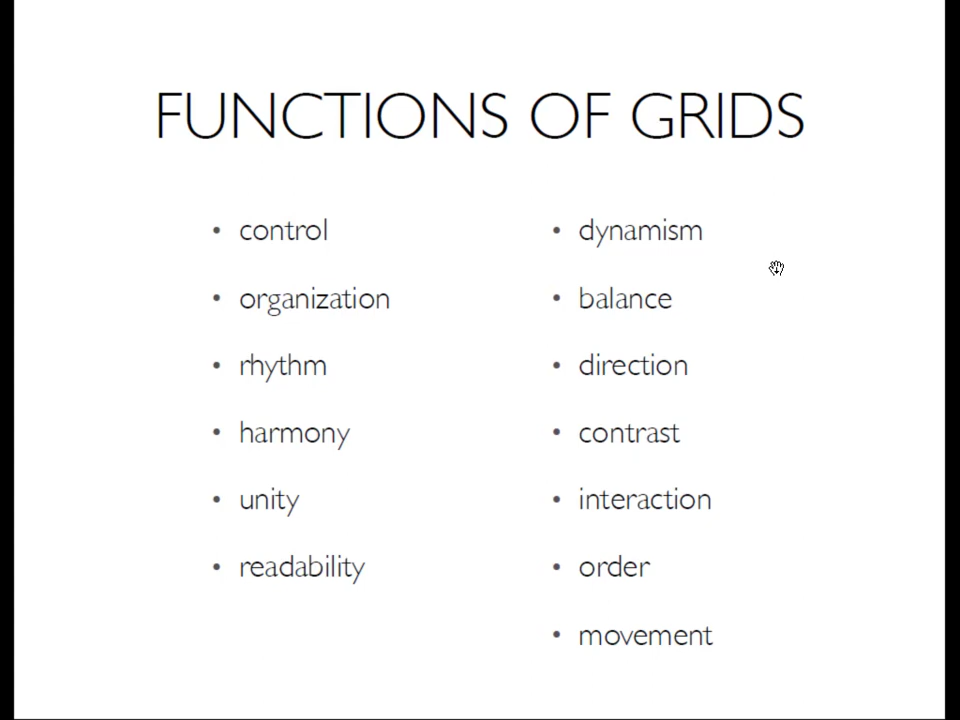 FUNCTIONS OF GRIDS
• control
• organization
• rhythm
• harmony
• unity
• readability
• dynamism
• balance
• direction
• contrast
• interaction
• order
• movement